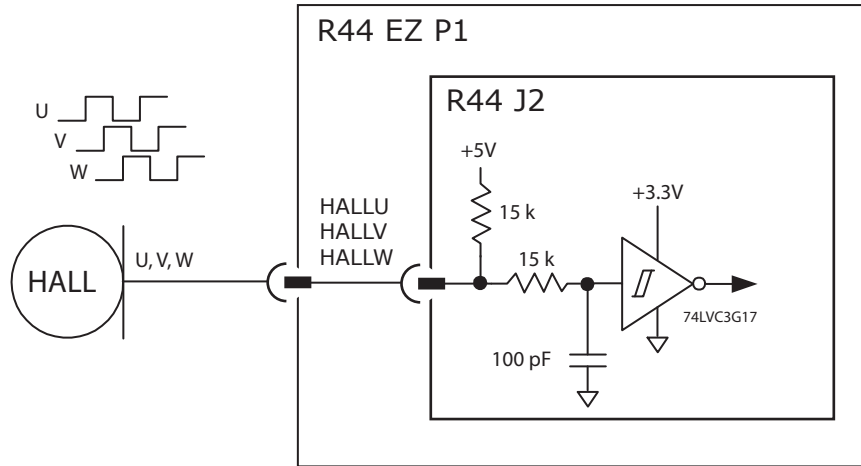 R44 EZ P1
R44 J2
U
V
W
+5V
+3.3V
15 k
HALLU
HALLV
HALLW
15 k
HALL
U, V, W
74LVC3G17
100 pF